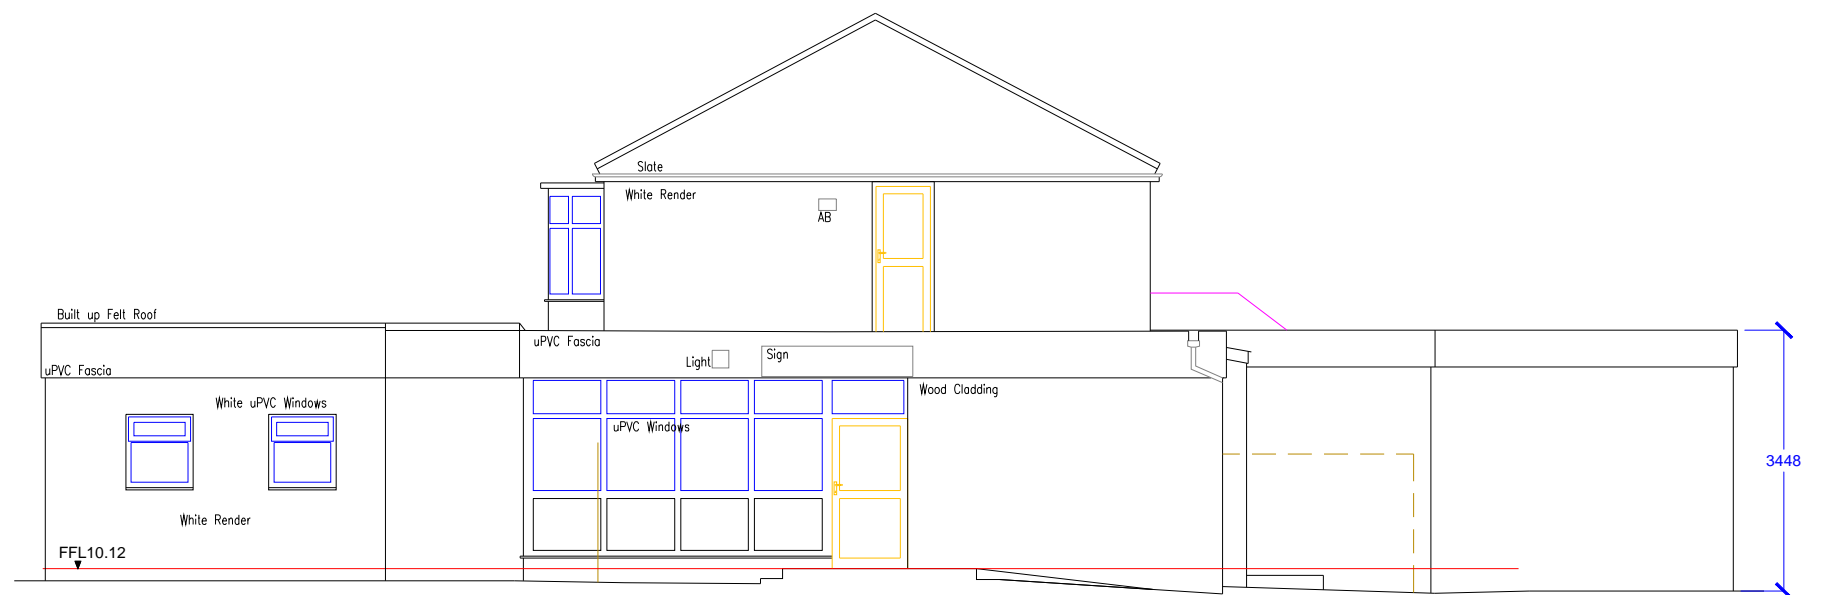 Slate
White Render
AB
Built up Felt Roof
uPVC Fascia
Light
Sign
uPVC Fascia
Wood Cladding
White uPVC Windows
uPVC Windows
3448
White Render
FFL10.12